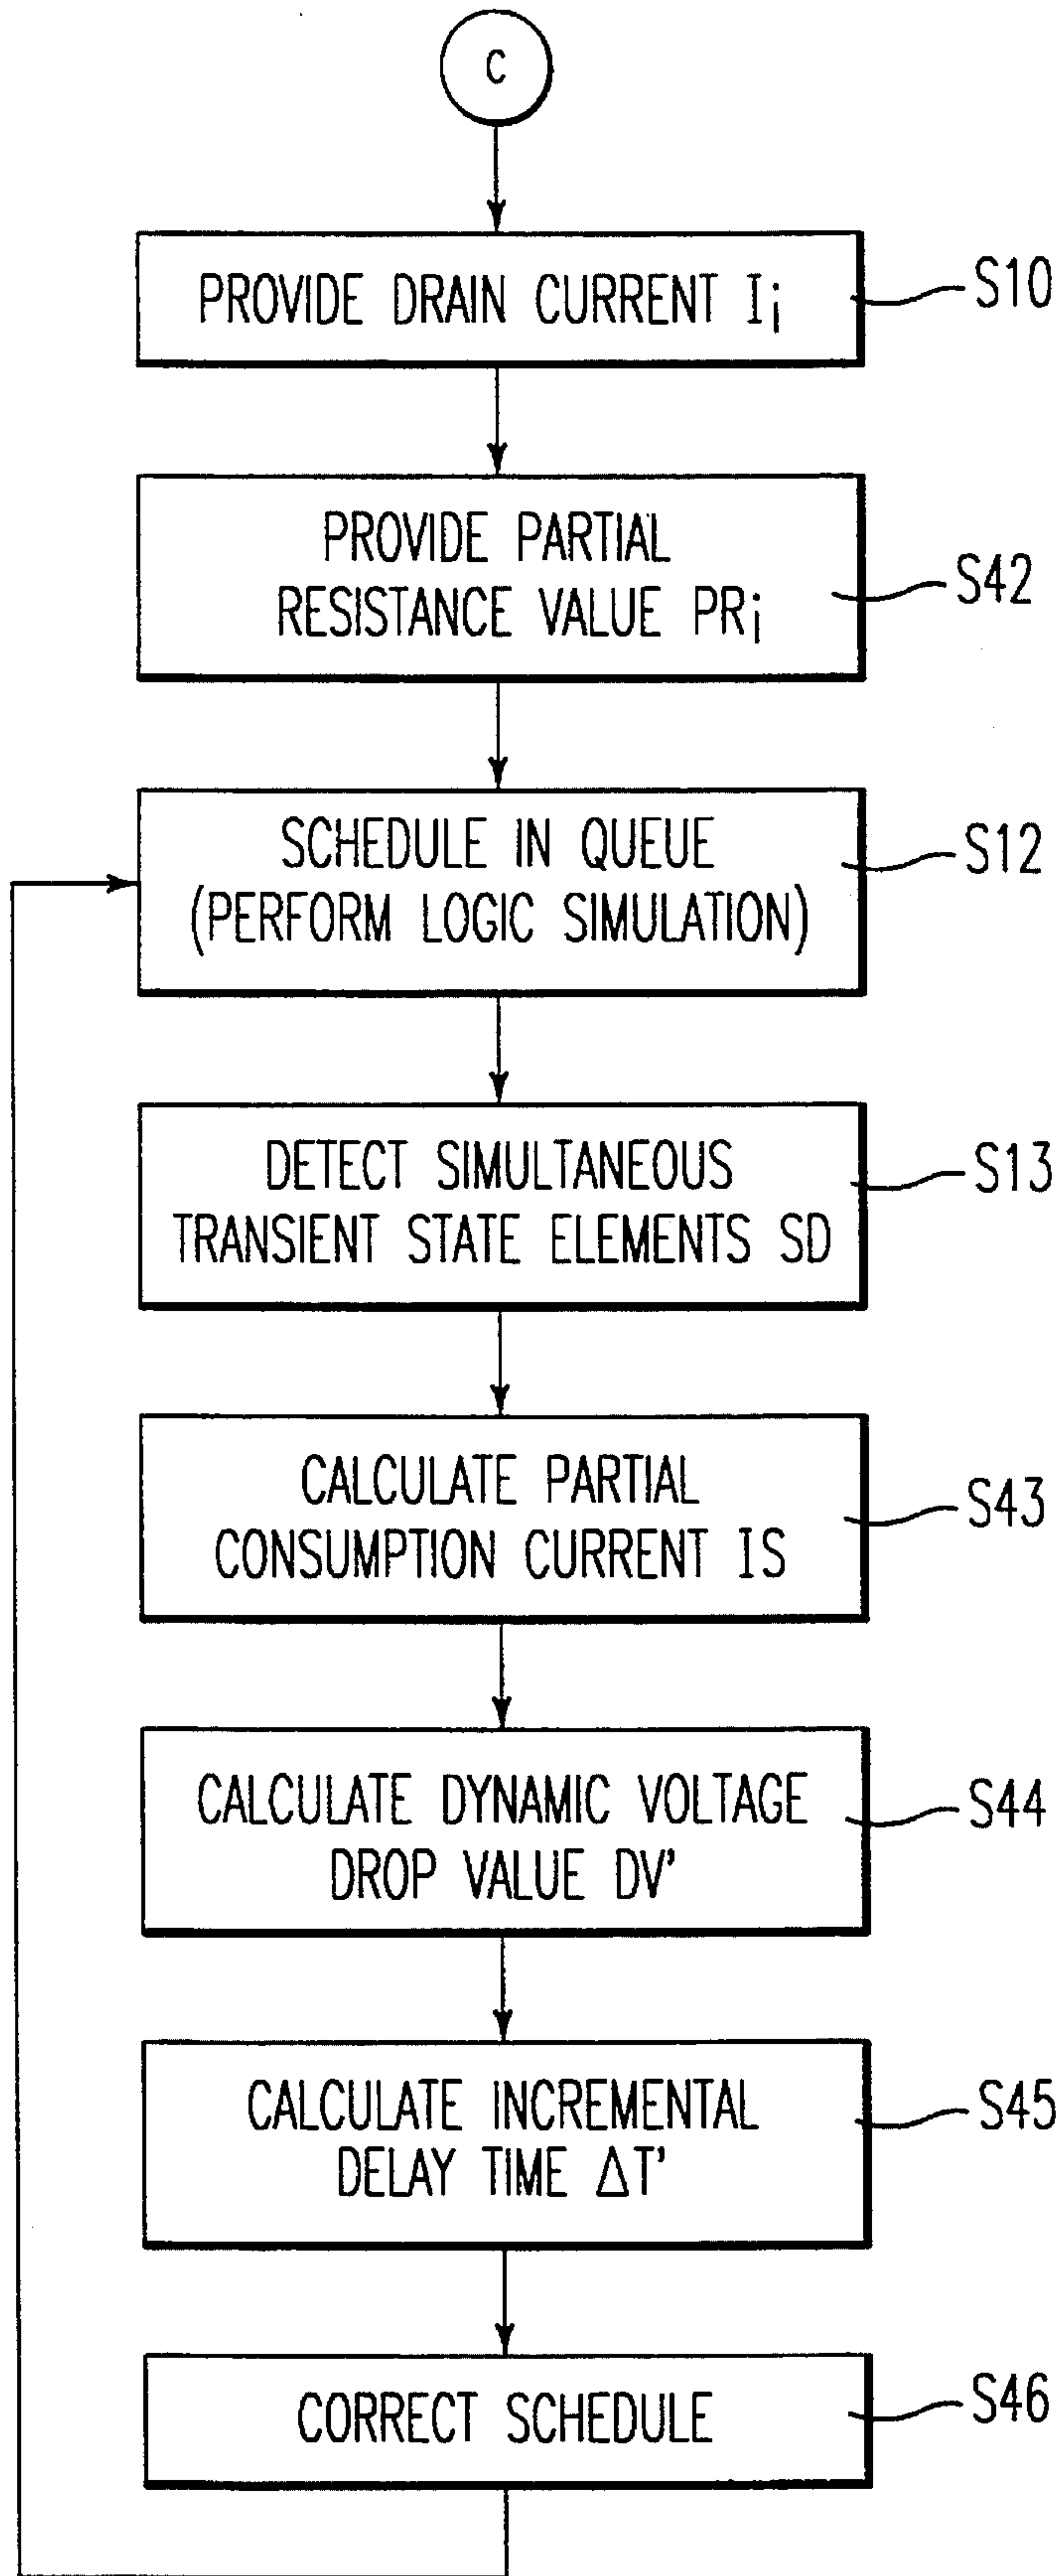 C
PROVIDE DRAIN CURRENT Ii
S10
PROVIDE PARTIAL
RESISTANCE VALUE PRi
S42
SCHEDULE IN QUEUE
(PERFORM LOGIC SIMULATION)
S12
DETECT SIMULTANEOUS
TRANSIENT STATE ELEMENTS SD
S13
CALCULATE PARTIAL
CONSUMPTION CURRENT IS
S43
CALCULATE DYNAMIC VOLTAGE
DROP VALUE DV'
S44
CALCULATE INCREMENTAL
DELAY TIME ΔT'
S45
CORRECT SCHEDULE
S46